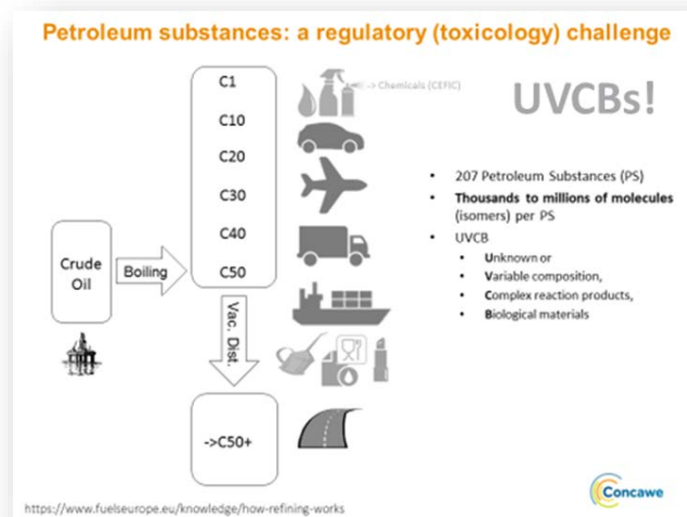 Petroleum substances: a regulatory (toxicology) challenge
C1
C10
C20
C30
C40
C50
-> Chemicals (CEFIC)
UVCBs!
Crude
Oil
Boiling
Vac. Dist.
->C50+
• 207 Petroleum Substances (PS)
• Thousands to millions of molecules
(isomers) per PS
• UVCB
• Unknown or
• Variable composition,
• Complex reaction products,
• Biological materials
Concawe
https://www.fuelseurope.eu/knowledge/how-refining-works